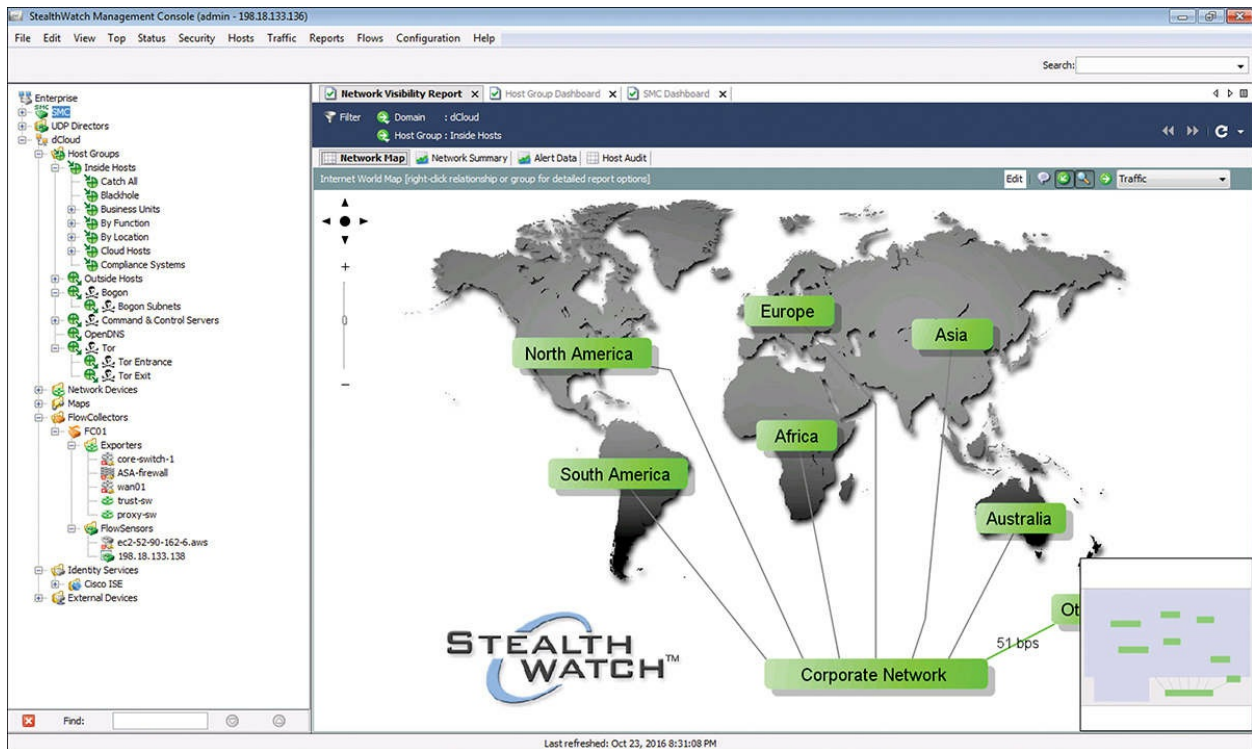 StealthWatch Management Console (admin - 198.18.133.136)
File Edit View Top Status Security Hosts Traffic Reports Flows Configuration Help
Search:
Enterprise
SMC
UDP Directors
dCloud
Host Groups
Inside Hosts
Catch All
Blackhole
Business Units
By Function
By Location
Cloud Hosts
Compliance Systems
Outside Hosts
Bogon
Bogon Subnets
Command & Control Servers
OpenDNS
Tor
Tor Entrance
Tor Exit
Network Devices
Maps
FlowCollectors
FC01
Exporters
core-switch-1
ASA-firewall
wan01
trust-sw
proxy-sw
FlowSensors
ec2-52-90-162-6.aws
198.18.133.138
Identity Services
Cisco ISE
External Devices
Find:
Network Visibility Report Host Group Dashboard SMC Dashboard
Filter Domain : dCloud
Host Group : Inside Hosts
Network Map Network Summary Alert Data Host Audit
Internet World Map [right-click relationship or group for detailed report options] Edit Traffic
Europe
Asia
North America
Africa
South America
Australia
Ot
51 bps
STEALTH
WATCH™
Corporate Network
Last refreshed: Oct 23, 2016 8:31:08 PM